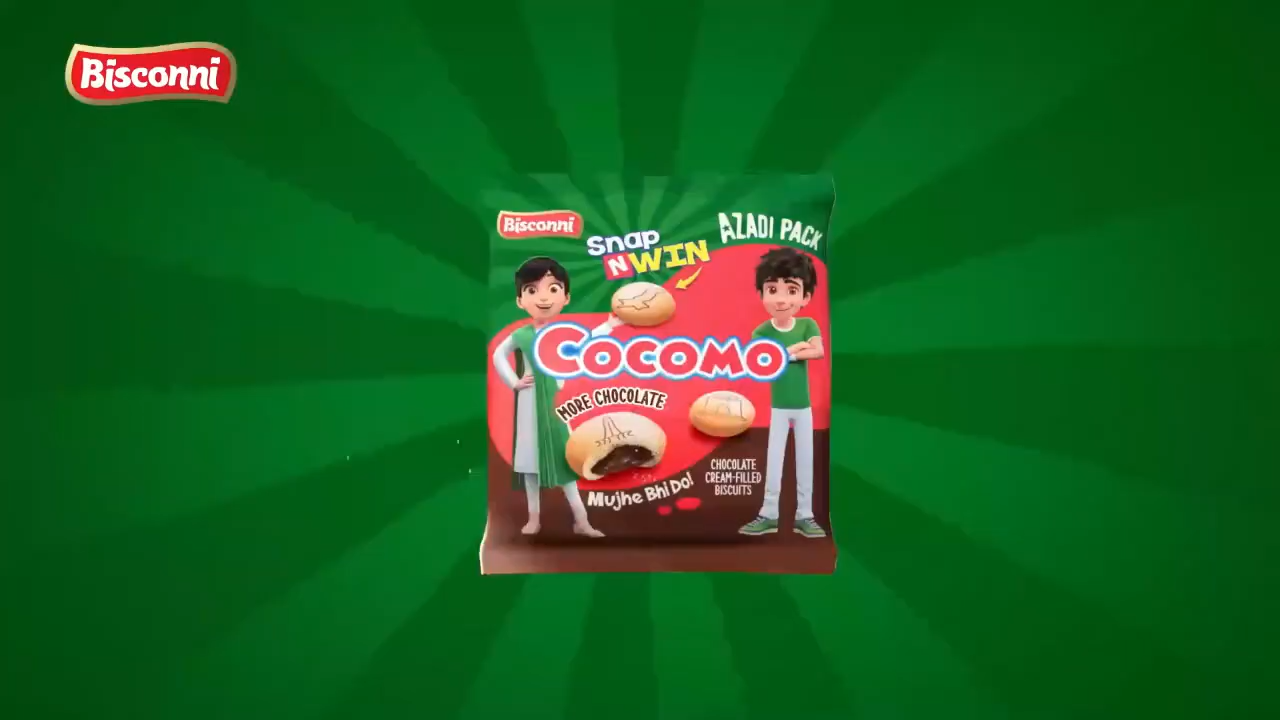 Bisconni
Bisconni
Snap
N WIN
AZADI PACK
COCOMO
MORE CHOCOLATE
CHOCOLATE
CREAM-FILLED
BISCUITS
Mujhe Bhi Do!